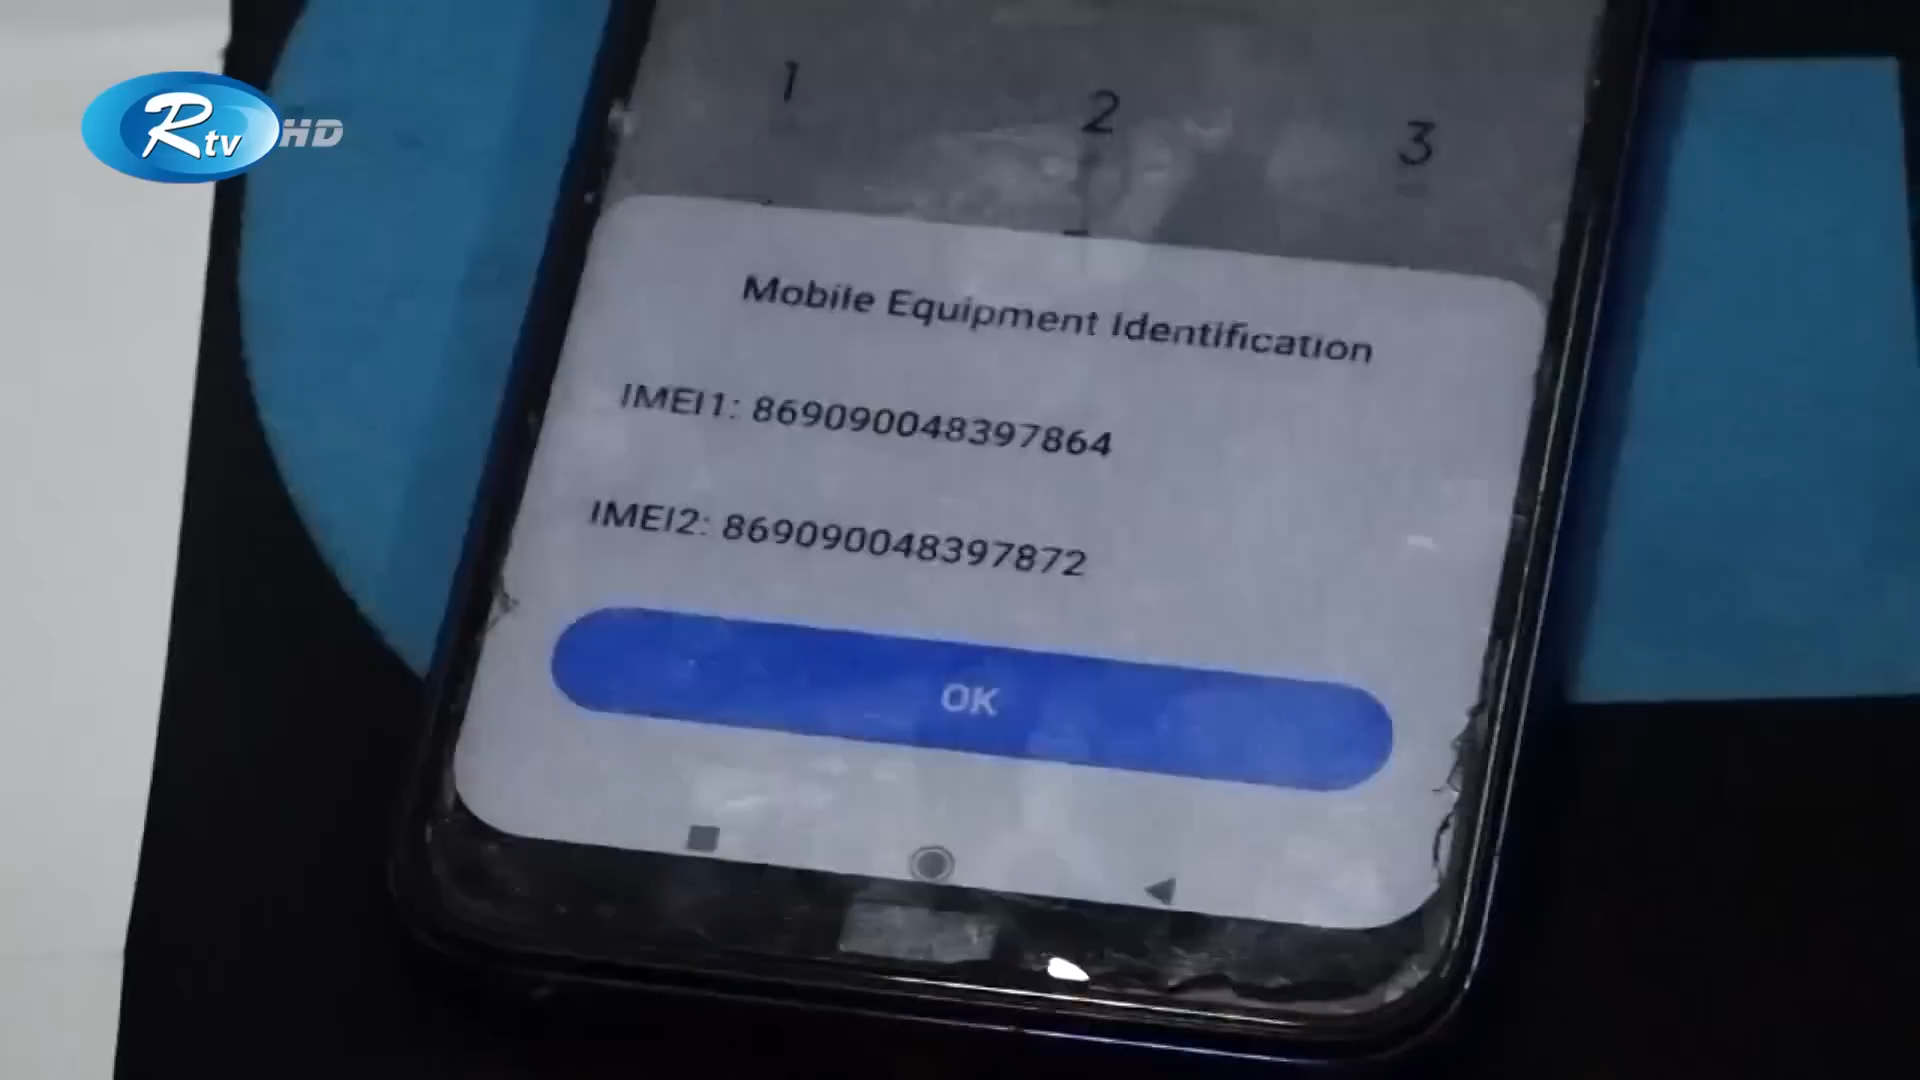 Rtv HD
1 2 3
Mobile Equipment Identification
IMEI1: 869090048397864
IMEI2: 869090048397872
OK